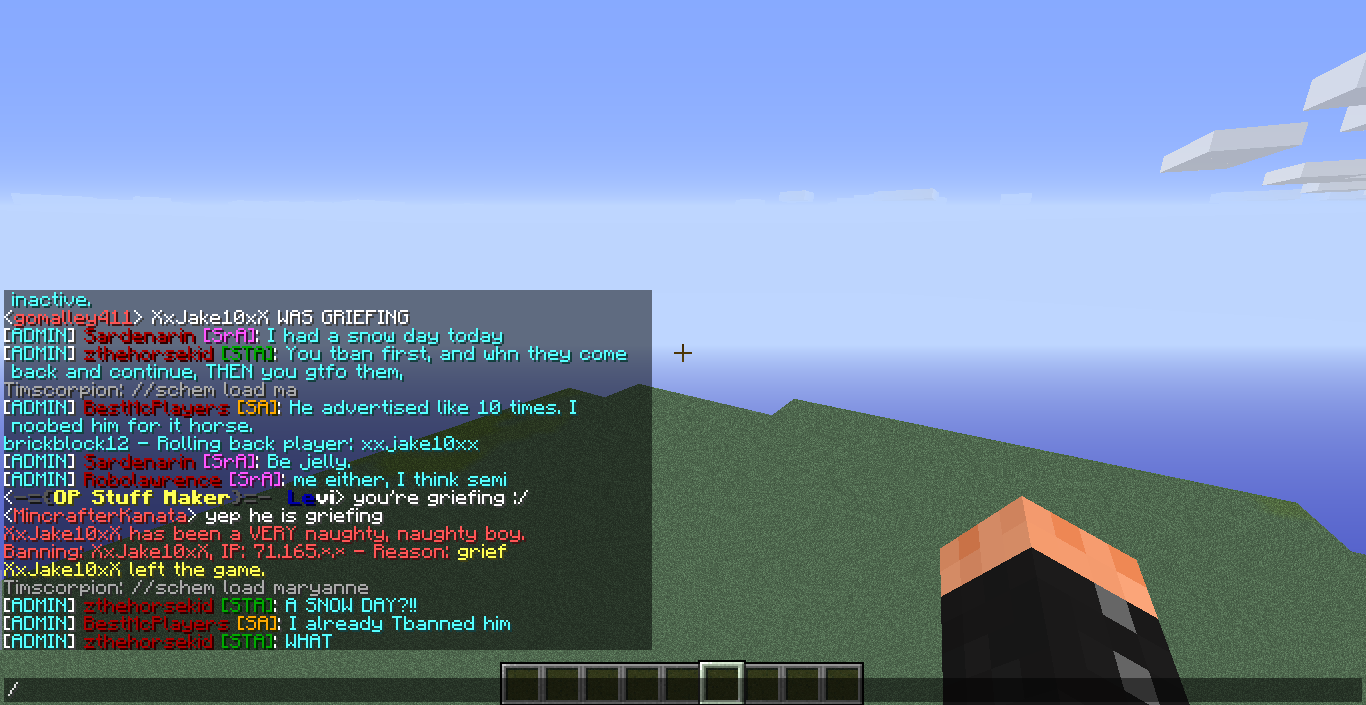 inactive.
<gomalley411> XxJake10xX WAS GRIEFING
[ADMIN] Sardenarin [SrA]: I had a snow day today
[ADMIN] zthehorsekid [STA]: You tban first, and whn they come
back and continue, THEN you gtfo them,
Timscorpion: //schem load ma
[ADMIN] BestMcPlayers [SA]: He advertised like 10 times. I
noobed him for it horse.
brickblock12 - Rolling back player: xxjake10xx
[ADMIN] Sardenarin [SrA]: Be jelly.
[ADMIN] Robolawrence [SrA]: me either, I think semi
<-={OP Stuff Maker}=- Levi> you're griefing :/
<MincrafterKanata> yep he is griefing
XxJake10xX has been a VERY naughty, naughty boy.
Banning: XxJake10xX, IP: 71.165.*.* - Reason: grief
XxJake10xX left the game.
Timscorpion: //schem load maryanne
[ADMIN] zthehorsekid [STA]: A SNOW DAY?!!
[ADMIN] BestMcPlayers [SA]: I already Tbanned him
[ADMIN] zthehorsekid [STA]: WHAT
/